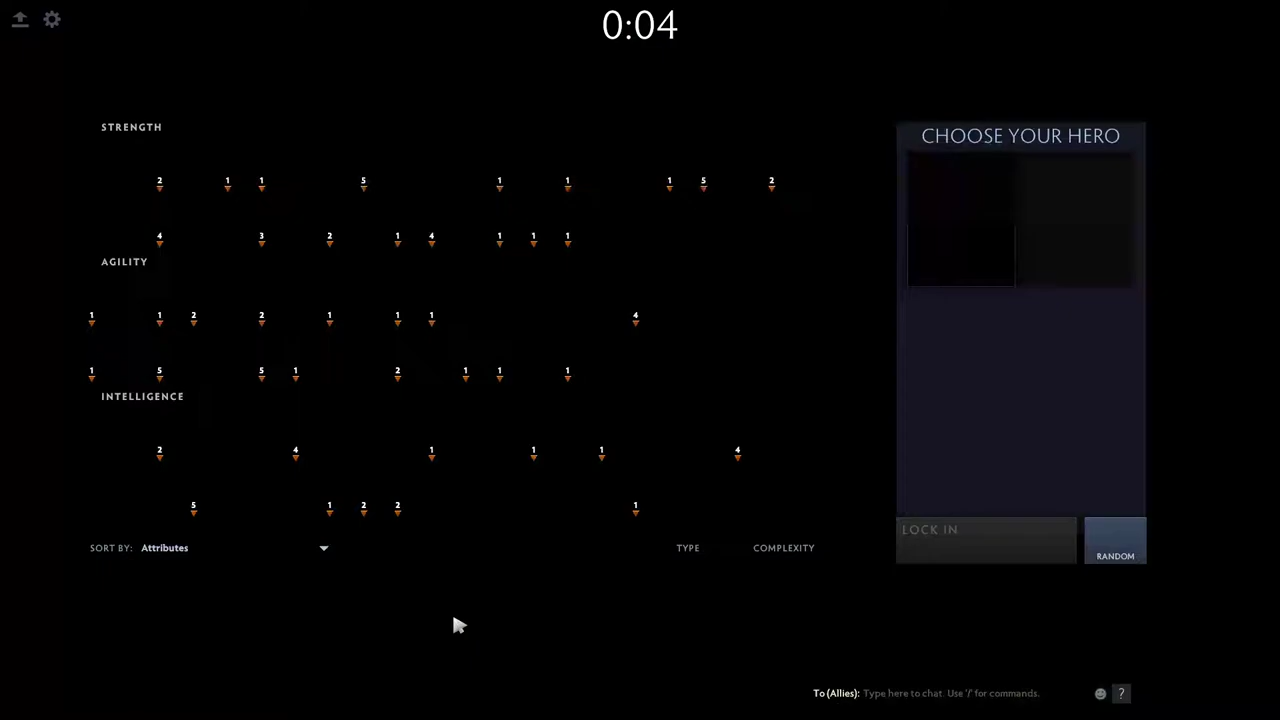 0:04
STRENGTH
CHOOSE YOUR HERO
2 1 1 5 1 1 1 5 2
4 3 2 1 4 1 1 1
AGILITY
1 1 2 2 1 1 1 4
1 5 5 1 2 1 1 1
INTELLIGENCE
2 4 1 1 1 4
5 1 2 2 1
LOCK IN
RANDOM
SORT BY: Attributes TYPE COMPLEXITY
To (Allies): Type here to chat. Use '/' for commands. ?